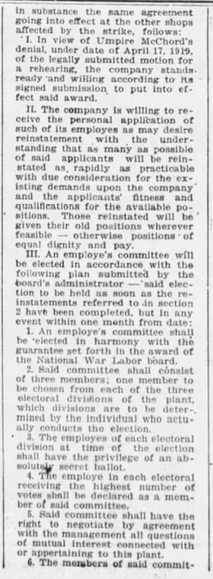 in substance the same agreement
going into effect at the other shops
affected by the strike, follows:
'I. In view of Umpire McChord's
denial, under date of April 17, 1919,
of the legally submitted motion for
a rehearing, the company stands
ready and willing according to its
signed submission to put into ef-
fect said award.
II. The company is willing to re-
ceive the personal application of
such of its employes as may desire
reinstatement with the under-
standing that as many as possible
of said applicants will be rein-
stated as rapidly as practicable
with due consideration for the ex-
isting demands upon the company
and the applicants' fitness and
qualifications for the available po-
sitions. Those reinstated will be
given their old positions wherever
feasible — otherwise positions of
equal dignity and pay.
III. An employe's committee will
be elected in accordance with the
following plan submitted by the
board's administrator —'said elec-
tion to be held as soon as the re-
instatements referred to in section
2 have been completed, but in any
event within one month from date:
1. An employe's committee shall
be elected in harmony with the
guarantee set forth in the award of
the National War Labor board.
2. Said committee shall consist
of three members; one member to
be chosen from each of the three
electoral divisions of the plant,
which divisions are to be deter-
mined by the individual who actu-
ally conducts the election.
3. The employes of each electoral
division at time of the election
shall have the privilege of an ab-
solutely secret ballot.
4. The employe in each electoral
receiving the highest number of
votes shall be declared as a mem-
ber of said committee.
5. Said committee shall have the
right to negotiate by agreement
with the management all questions
of mutual interest connected with
or appertaining to this plant.
6. The members of said commit-